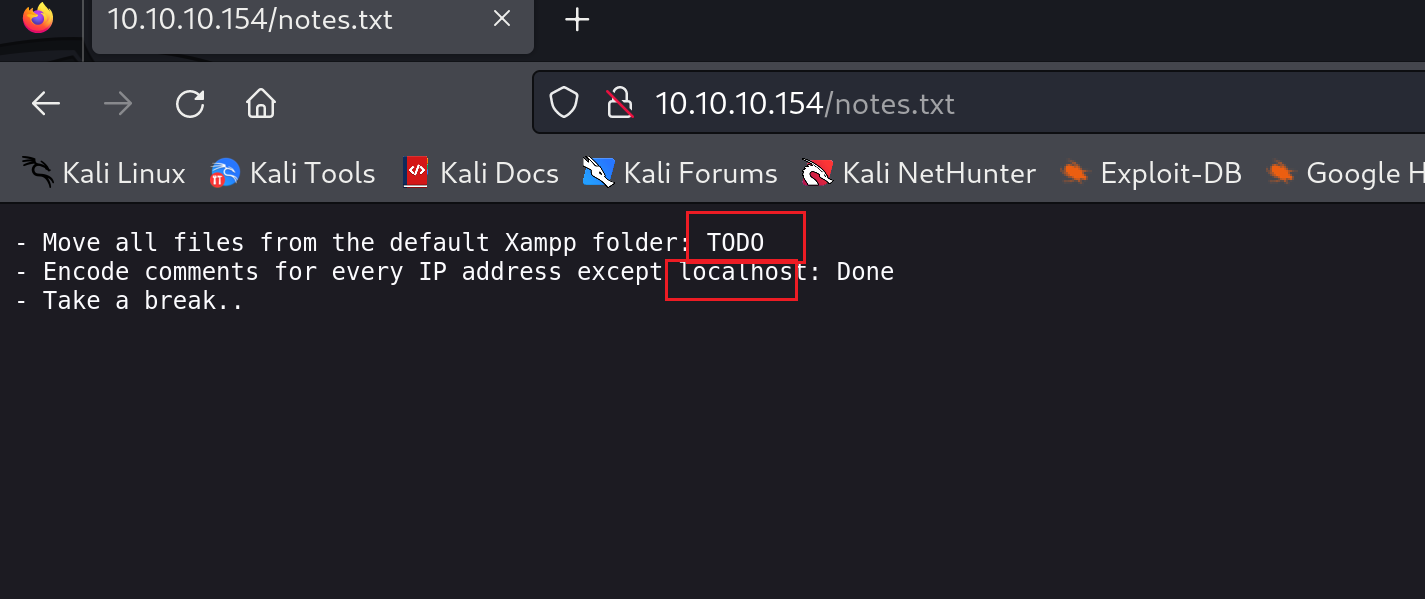 10.10.10.154/notes.txt
10.10.10.154/notes.txt
Kali Linux Kali Tools Kali Docs Kali Forums Kali NetHunter Exploit-DB Google H
- Move all files from the default Xampp folder: TODO
- Encode comments for every IP address except localhost: Done
- Take a break..